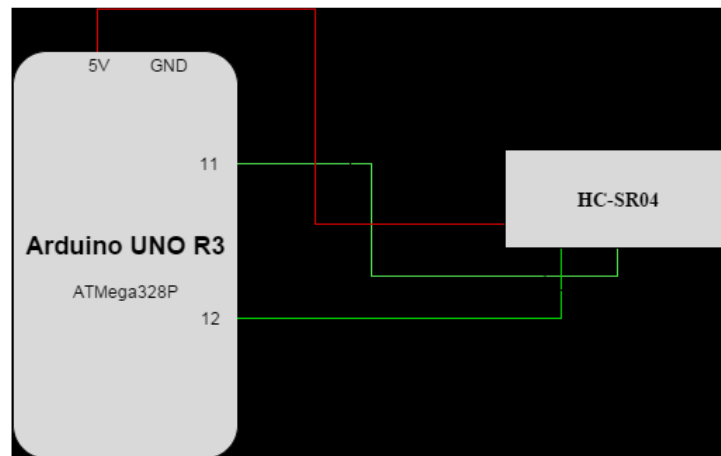 5V GND
11
HC-SR04
Arduino UNO R3
ATMega328P
12